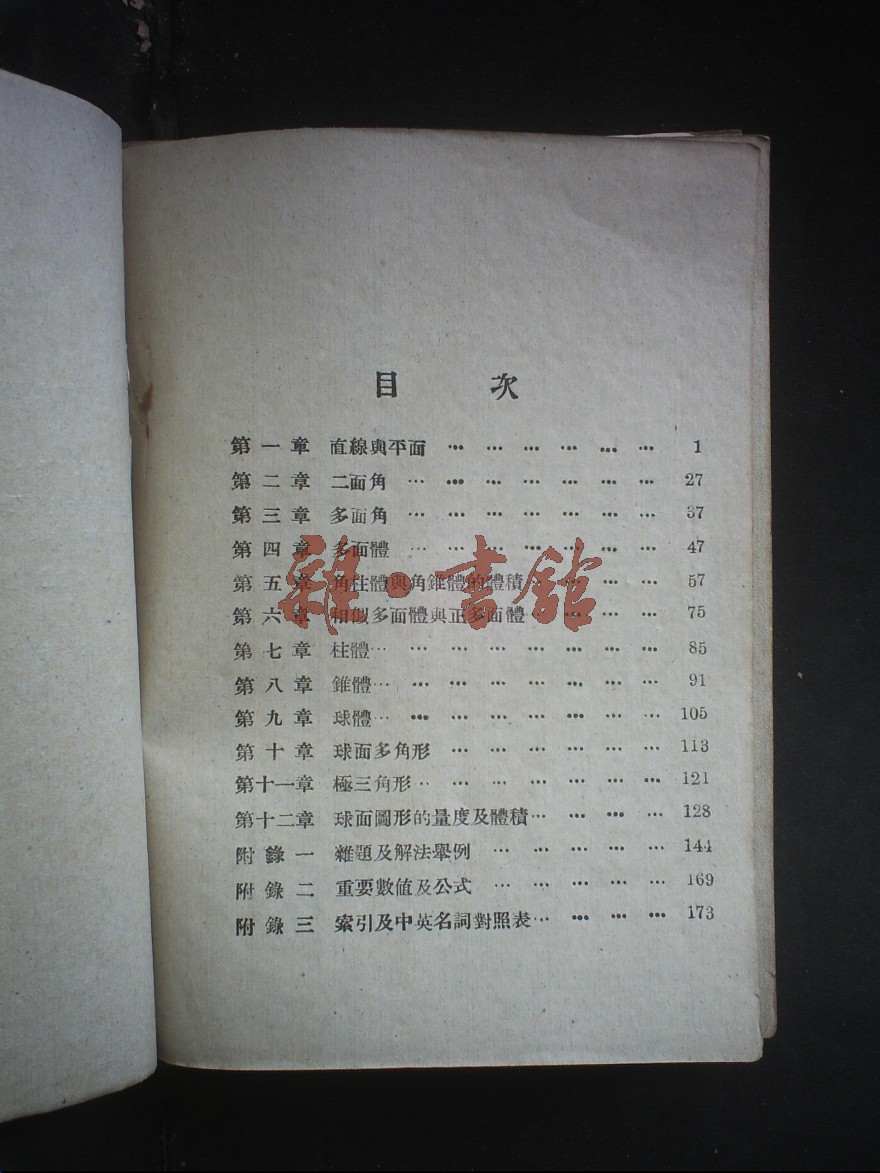 目 次
第一章 直線與平面 … … … … … … 1
第二章 二面角 … … … … … … … 27
第三章 多面角 … … … … … … … 37
第四章 多面體 … … … … … … … 47
第五章 角柱體與角錐體的體積 … … … … 57
第六章 相似多面體與正多面體 … … … 75
第七章 柱體 … … … … … … … … 85
第八章 錐體 … … … … … … … … 91
第九章 球體 … … … … … … … … 105
第十章 球面多角形 … … … … … … 113
第十一章 極三角形 … … … … … … … 121
第十二章 球面圖形的量度及體積 … … … … 128
附錄一 雜題及解法舉例 … … … … … 144
附錄二 重要數值及公式 … … … … … 169
附錄三 索引及中英名詞對照表 … … … … 173
雜·書館